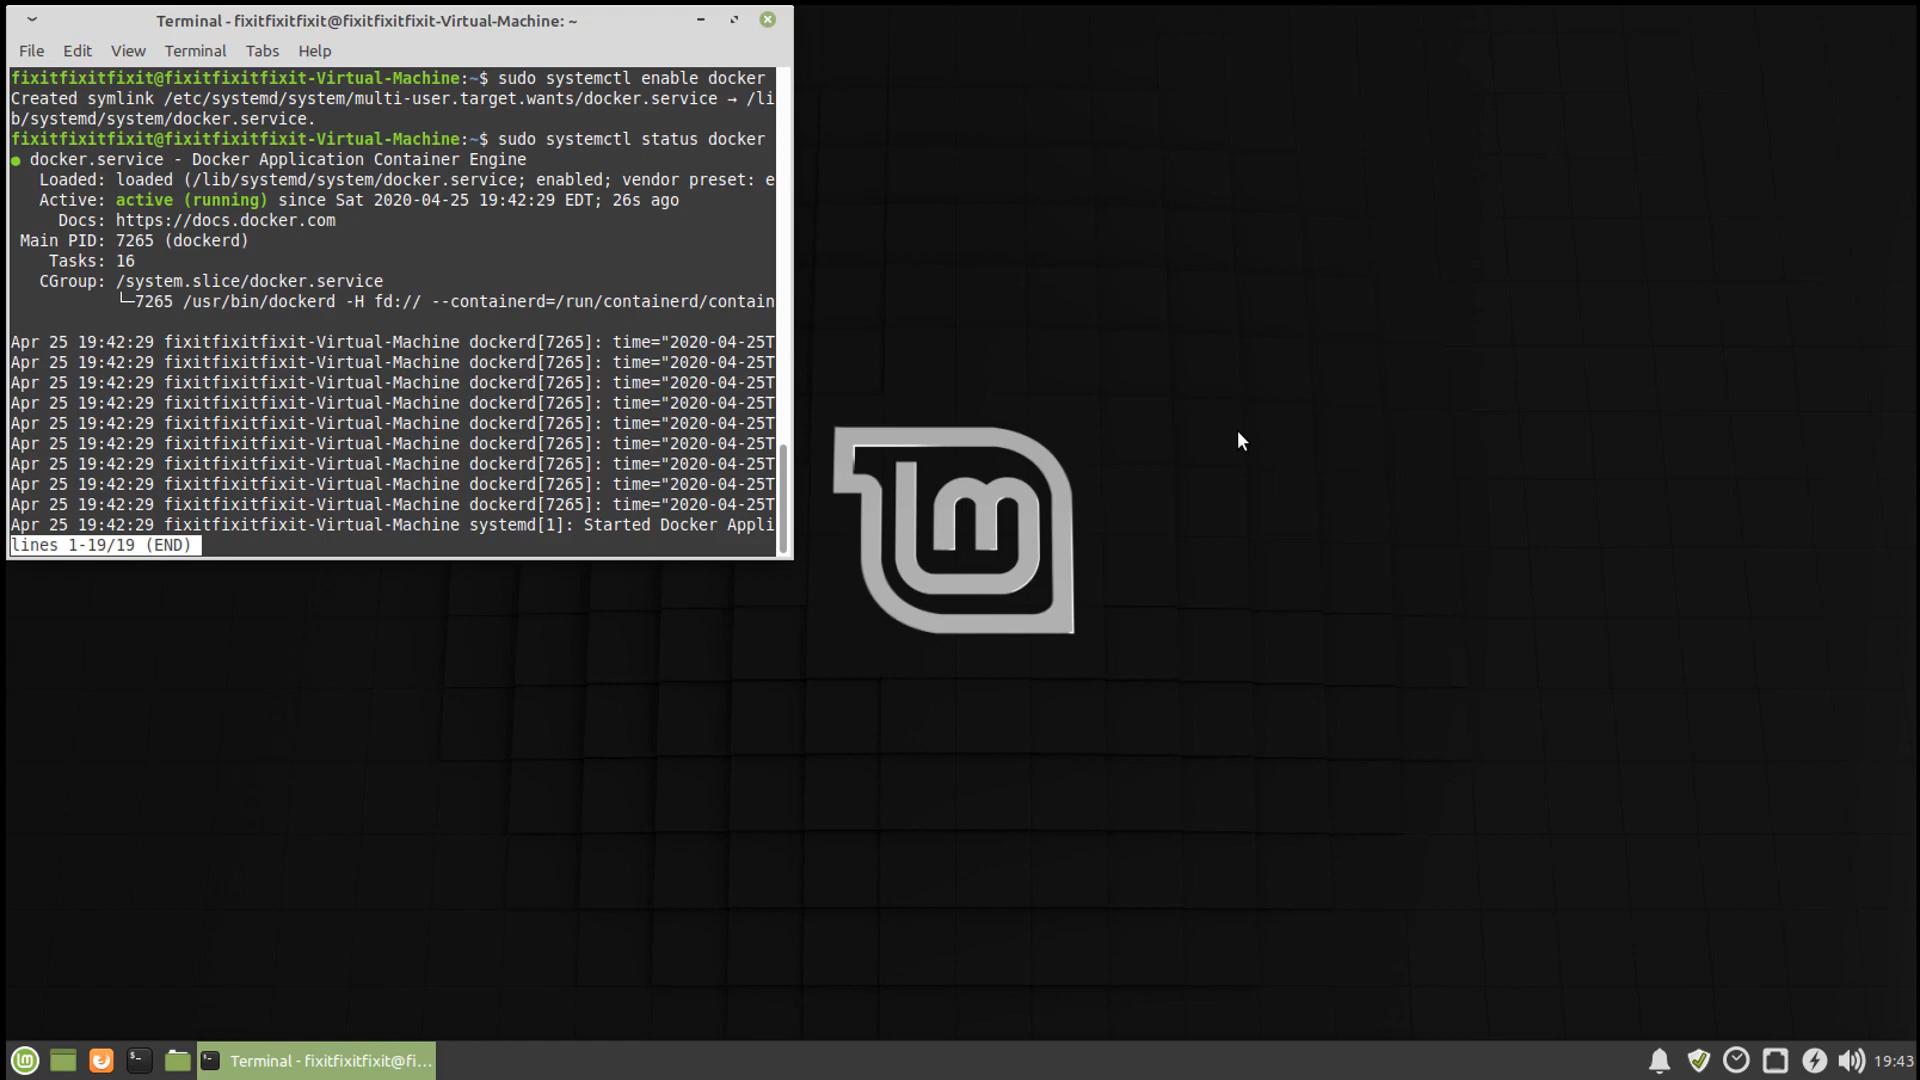 Terminal - fixitfixitfixit@fixitfixitfixit-Virtual-Machine: ~
File Edit View Terminal Tabs Help
fixitfixitfixit@fixitfixitfixit-Virtual-Machine:~$ sudo systemctl enable docker
Created symlink /etc/systemd/system/multi-user.target.wants/docker.service → /li
b/systemd/system/docker.service.
fixitfixitfixit@fixitfixitfixit-Virtual-Machine:~$ sudo systemctl status docker
● docker.service - Docker Application Container Engine
Loaded: loaded (/lib/systemd/system/docker.service; enabled; vendor preset: e
Active: active (running) since Sat 2020-04-25 19:42:29 EDT; 26s ago
Docs: https://docs.docker.com
Main PID: 7265 (dockerd)
Tasks: 16
CGroup: /system.slice/docker.service
└─7265 /usr/bin/dockerd -H fd:// --containerd=/run/containerd/contain
Apr 25 19:42:29 fixitfixitfixit-Virtual-Machine dockerd[7265]: time="2020-04-25T
Apr 25 19:42:29 fixitfixitfixit-Virtual-Machine dockerd[7265]: time="2020-04-25T
Apr 25 19:42:29 fixitfixitfixit-Virtual-Machine dockerd[7265]: time="2020-04-25T
Apr 25 19:42:29 fixitfixitfixit-Virtual-Machine dockerd[7265]: time="2020-04-25T
Apr 25 19:42:29 fixitfixitfixit-Virtual-Machine dockerd[7265]: time="2020-04-25T
Apr 25 19:42:29 fixitfixitfixit-Virtual-Machine dockerd[7265]: time="2020-04-25T
Apr 25 19:42:29 fixitfixitfixit-Virtual-Machine dockerd[7265]: time="2020-04-25T
Apr 25 19:42:29 fixitfixitfixit-Virtual-Machine dockerd[7265]: time="2020-04-25T
Apr 25 19:42:29 fixitfixitfixit-Virtual-Machine dockerd[7265]: time="2020-04-25T
Apr 25 19:42:29 fixitfixitfixit-Virtual-Machine systemd[1]: Started Docker Appli
lines 1-19/19 (END)
lm
Terminal - fixitfixitfixit@fi...
19:43